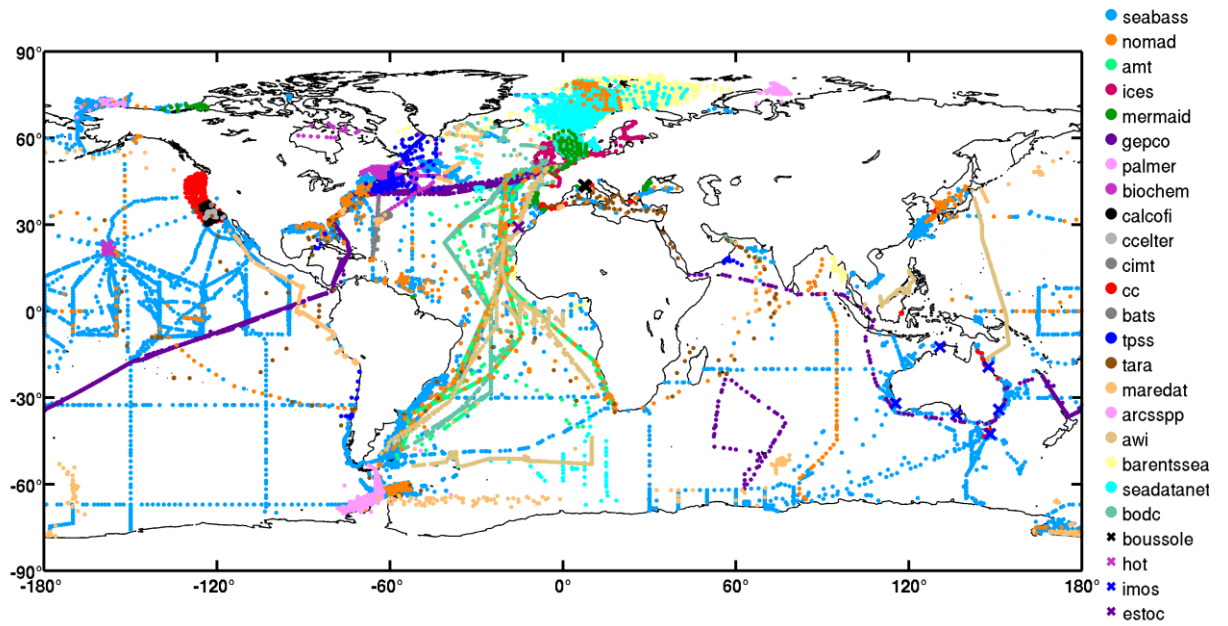 seabass
nomad
amt
ices
mermaid
gepco
palmer
biochem
calcofi
ccelter
cimt
cc
bats
tpss
tara
maredat
arcsspp
awi
barentssea
seadatanet
bodc
boussole
hot
imos
estoc
90°
60°
30°
0°
-30°
-60°
-90°
-180° -120° -60° 0° 60° 120° 180°